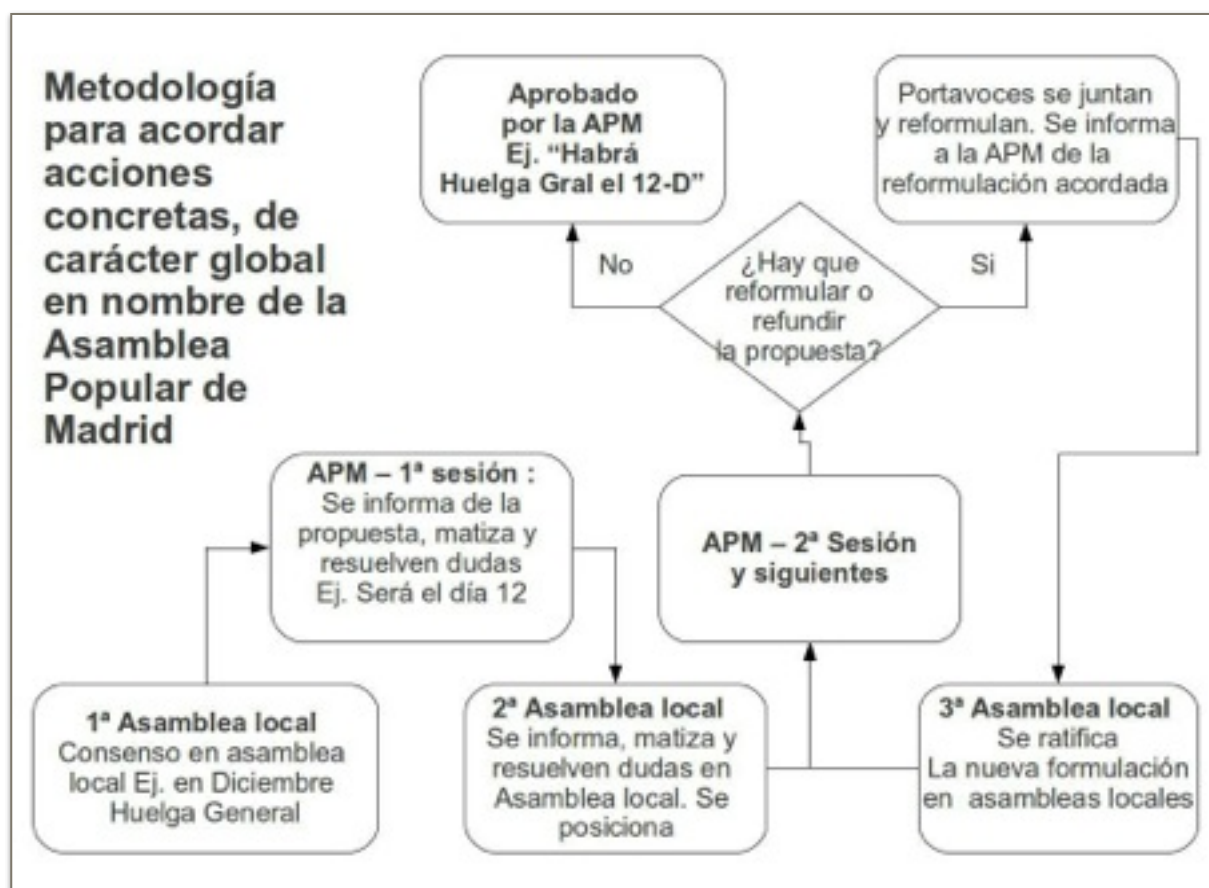 Metodología
para acordar
acciones
concretas, de
carácter global
en nombre de la
Asamblea
Popular de
Madrid
Aprobado
por la APM
Ej. “Habrá
Huelga Gral el 12-D”
Portavoces se juntan
y reformulan. Se informa
a la APM de la
reformulación acordada
No
¿Hay que
reformular o
refundir
la propuesta?
Si
APM – 1ª sesión :
Se informa de la
propuesta, matiza y
resuelven dudas
Ej. Será el día 12
APM – 2ª Sesión
y siguientes
1ª Asamblea local
Consenso en asamblea
local Ej. en Diciembre
Huelga General
2ª Asamblea local
Se informa, matiza y
resuelven dudas en
Asamblea local. Se
posiciona
3ª Asamblea local
Se ratifica
La nueva formulación
en asambleas locales